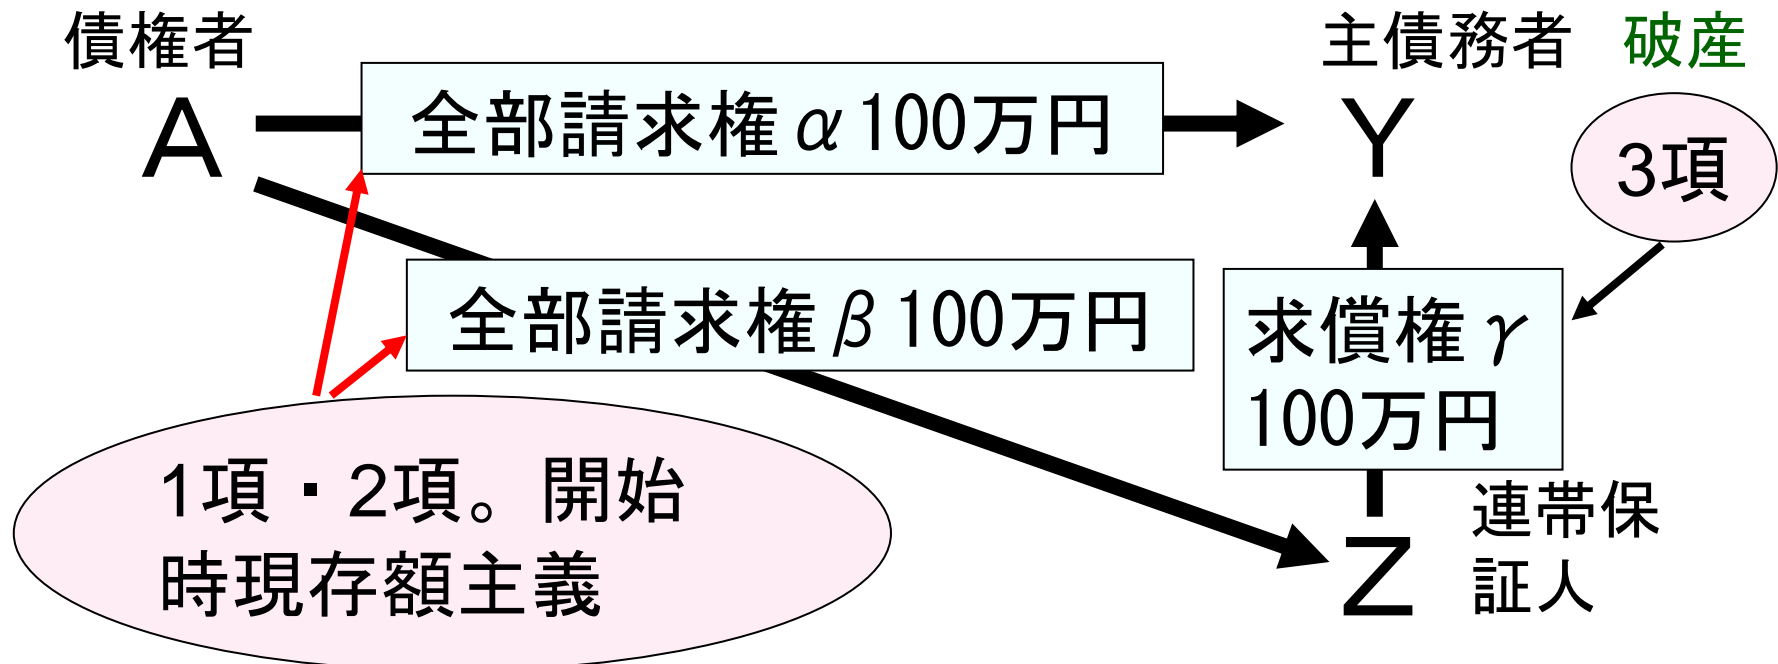 債権者
主債務者 破産
A
全部請求権α100万円
Y
3項
全部請求権β100万円
求償権γ
100万円
1項・2項。開始
時現存額主義
連帯保
証人
Z